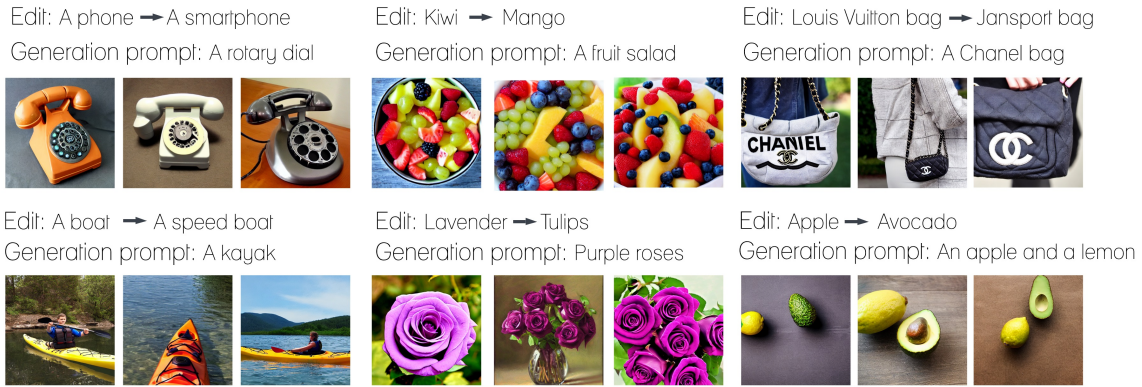 Edit: A phone → A smartphone
Generation prompt: A rotary dial
Edit: Kiwi → Mango
Generation prompt: A fruit salad
Edit: Louis Vuitton bag → Jansport bag
Generation prompt: A Chanel bag
CHANIEL
Edit: A boat → A speed boat
Generation prompt: A kayak
Edit: Lavender → Tulips
Generation prompt: Purple roses
Edit: Apple → Avocado
Generation prompt: An apple and a lemon